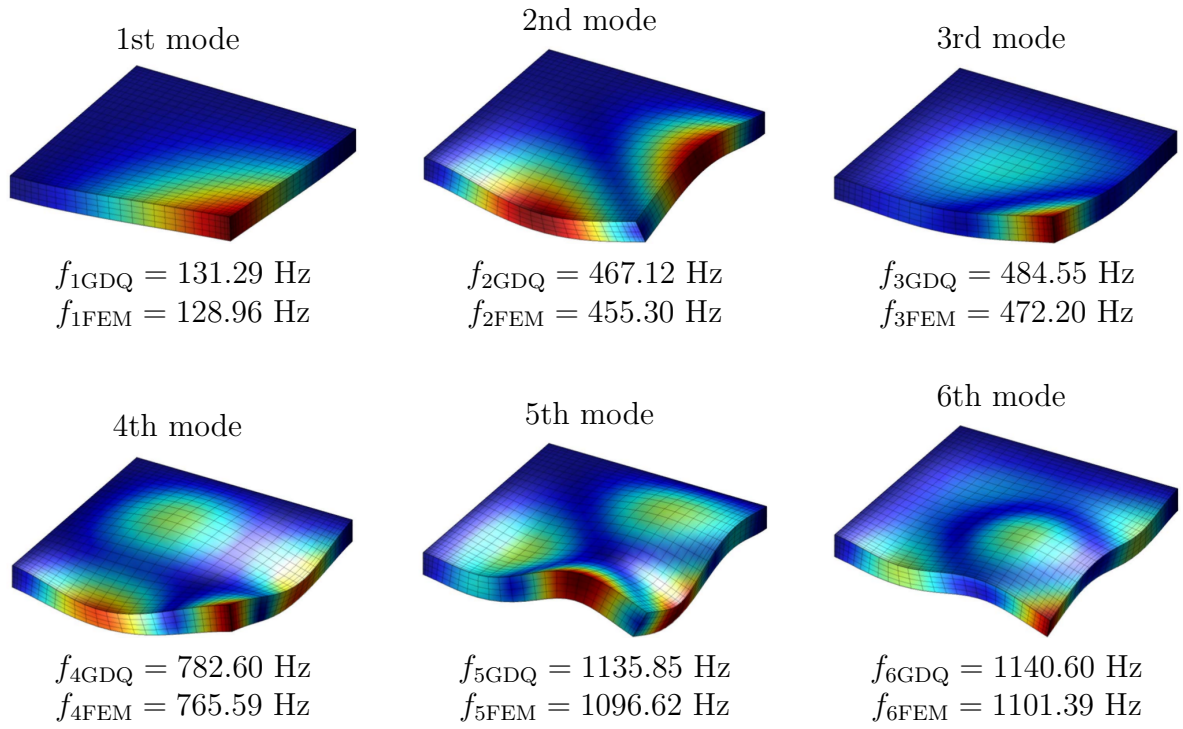 1st mode
2nd mode
3rd mode
f1GDQ = 131.29 Hz
f1FEM = 128.96 Hz
f2GDQ = 467.12 Hz
f2FEM = 455.30 Hz
f3GDQ = 484.55 Hz
f3FEM = 472.20 Hz
4th mode
5th mode
6th mode
f4GDQ = 782.60 Hz
f4FEM = 765.59 Hz
f5GDQ = 1135.85 Hz
f5FEM = 1096.62 Hz
f6GDQ = 1140.60 Hz
f6FEM = 1101.39 Hz